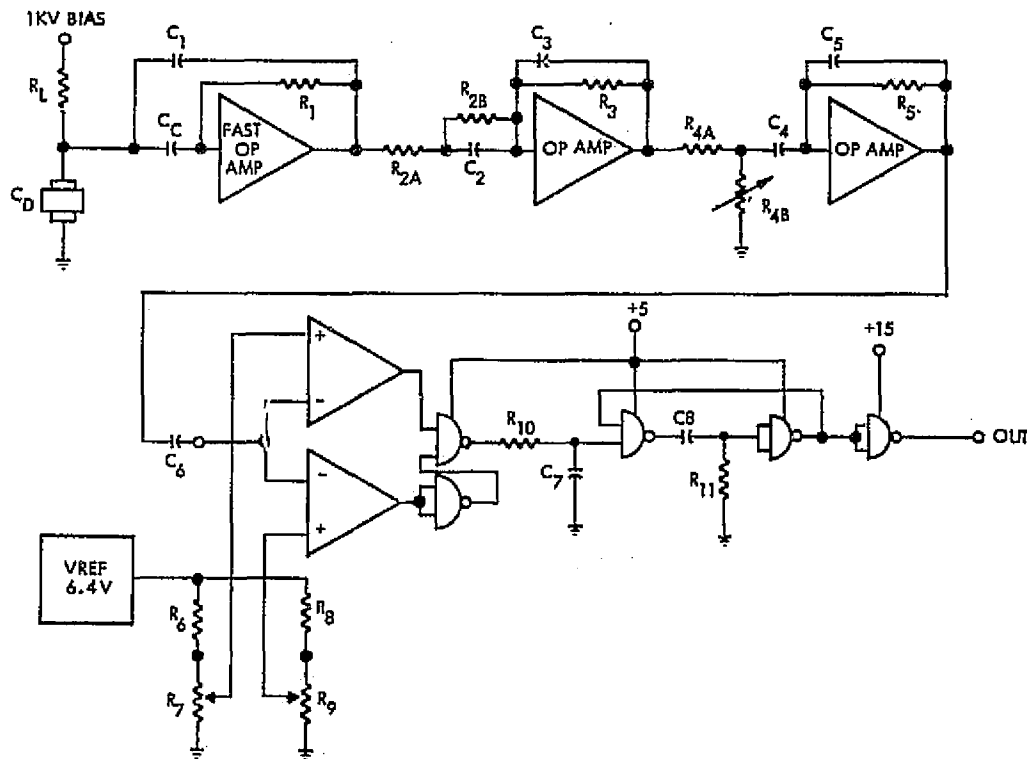 1KV BIAS
R_L
C_1
R_1
C_C
FAST
OP
AMP
C_D
R_2A
R_2B
C_2
C_3
R_3
OP AMP
R_4A
R_4B
C_4
C_5
R_5
OP AMP
+5
+15
+
-
-
+
C_6
R_10
C_7
C8
R_11
OUT
VREF
6.4V
R_6
R_8
R_7
R_9